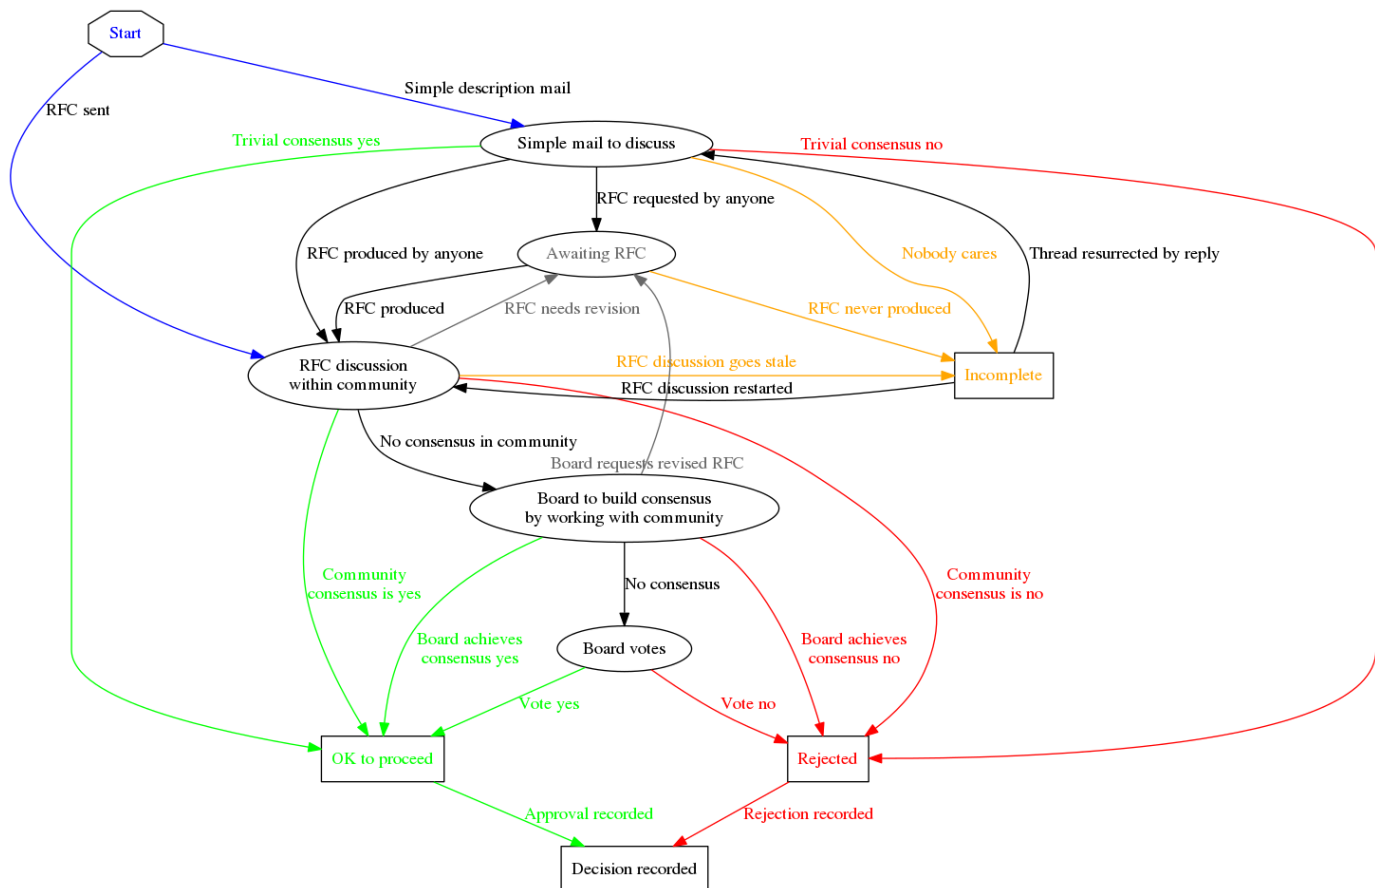 Start
Simple description mail
RFC sent
Trivial consensus yes
Simple mail to discuss
Trivial consensus no
RFC requested by anyone
RFC produced by anyone
Awaiting RFC
Nobody cares
Thread resurrected by reply
RFC produced
RFC needs revision
RFC never produced
RFC discussion
within community
RFC discussion goes stale
Incomplete
RFC discussion restarted
No consensus in community
Board requests revised RFC
Board to build consensus
by working with community
Community
consensus is yes
No consensus
Community
consensus is no
Board achieves
consensus yes
Board votes
Board achieves
consensus no
Vote yes
Vote no
OK to proceed
Rejected
Approval recorded
Rejection recorded
Decision recorded